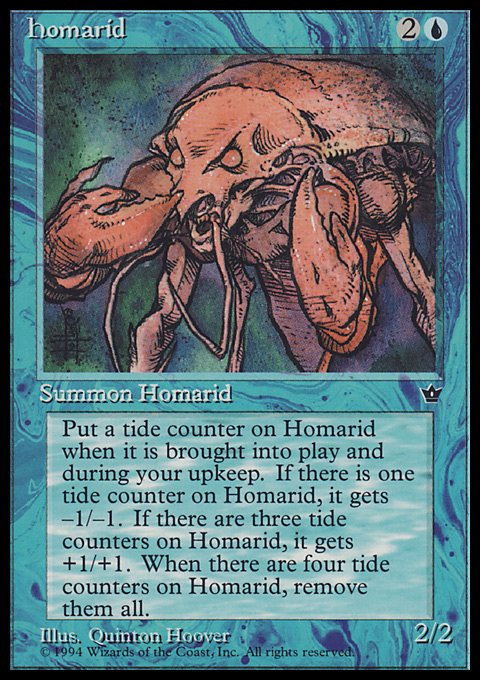 Homarid
2
Summon Homarid
Put a tide counter on Homarid
when it is brought into play and
during your upkeep. If there is one
tide counter on Homarid, it gets
–1/–1. If there are three tide
counters on Homarid, it gets
+1/+1. When there are four tide
counters on Homarid, remove
them all.
Illus. Quinton Hoover
2/2
© 1994 Wizards of the Coast, Inc. All rights reserved.